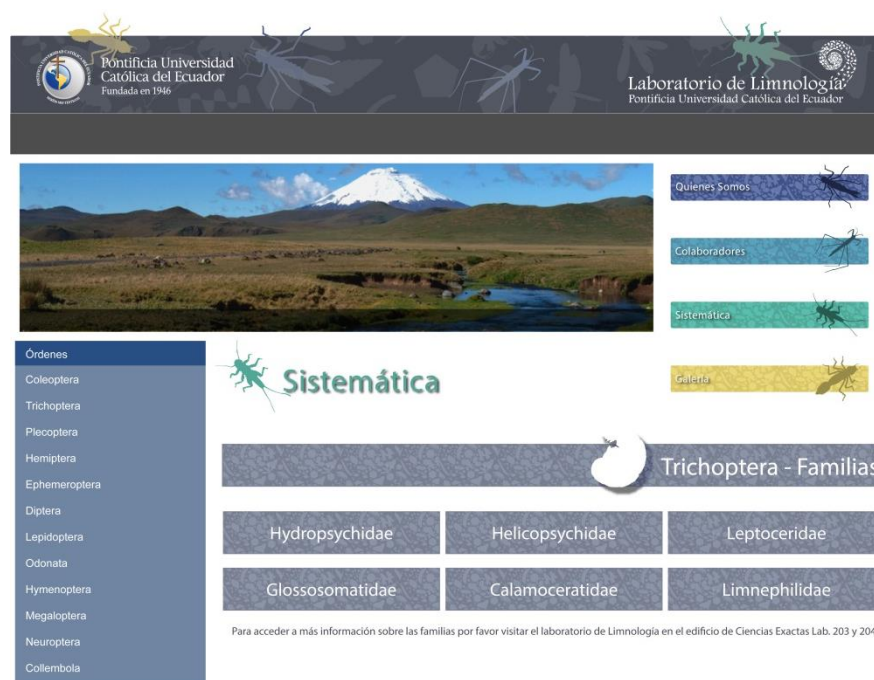 Pontificia Universidad
Católica del Ecuador
Fundada en 1946
Laboratorio de Limnología
Pontificia Universidad Católica del Ecuador
Quienes Somos
Colaboradores
Sistemática
Galería
Órdenes
Coleoptera
Trichoptera
Plecoptera
Hemiptera
Ephemeroptera
Diptera
Lepidoptera
Odonata
Hymenoptera
Megaloptera
Neuroptera
Collembola
Sistemática
Trichoptera - Familias
Hydropsychidae
Helicopsychidae
Leptoceridae
Glossosomatidae
Calamoceratidae
Limnephilidae
Para acceder a más información sobre las familias por favor visitar el laboratorio de Limnología en el edificio de Ciencias Exactas Lab. 203 y 204